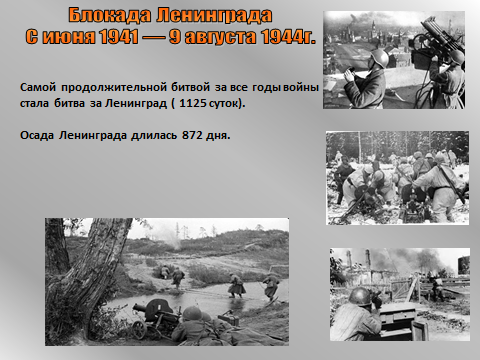 Блокада Ленинграда
С июня 1941 — 9 августа 1944г.
Самой продолжительной битвой за все годы войны
стала битва за Ленинград ( 1125 суток).
Осада Ленинграда длилась 872 дня.